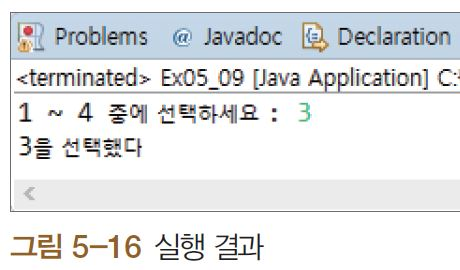 Problems @ Javadoc Declaration
<terminated> Ex05_09 [Java Application] C:
1 ~ 4 중에 선택하세요 : 3
3을 선택했다
그림 5-16 실행 결과